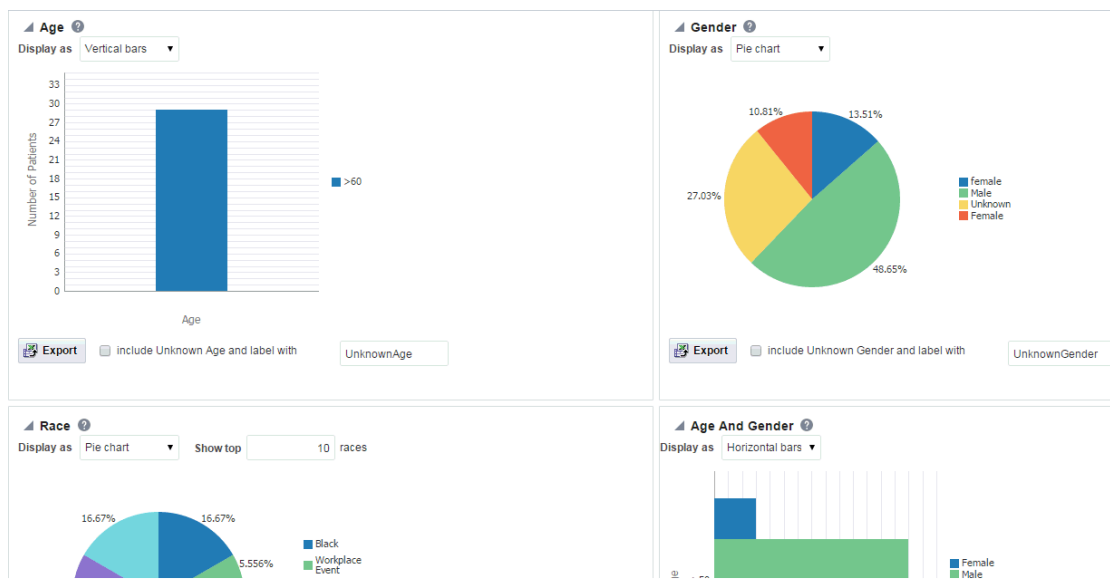 Age
Display as Vertical bars
33
30
27
24
21
18
15
12
9
6
3
0
Number of Patients
>60
Age
Export include Unknown Age and label with UnknownAge
Gender
Display as Pie chart
10.81%
13.51%
27.03%
48.65%
female
Male
Unknown
Female
Export include Unknown Gender and label with UnknownGender
Race
Display as Pie chart Show top 10 races
16.67%
16.67%
5.556%
Black
Workplace
Event
Age And Gender
Display as Horizontal bars
Female
Male